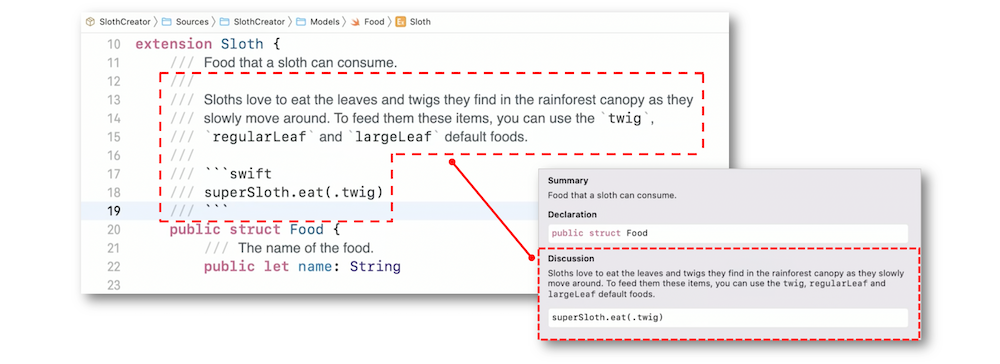 SlothCreator 〉 Sources 〉 SlothCreator 〉 Models 〉 Food 〉 Ex Sloth
10 extension Sloth {
11 /// Food that a sloth can consume.
12 ///
13 /// Sloths love to eat the leaves and twigs they find in the rainforest canopy as they
14 /// slowly move around. To feed them these items, you can use the `twig`,
15 /// `regularLeaf` and `largeLeaf` default foods.
16 ///
17 /// ```swift
18 /// superSloth.eat(.twig)
19 /// ```
20 public struct Food {
21 /// The name of the food.
22 public let name: String
23
Summary
Food that a sloth can consume.
Declaration
public struct Food
Discussion
Sloths love to eat the leaves and twigs they find in the rainforest canopy as they slowly
move around. To feed them these items, you can use the twig, regularLeaf and
largeLeaf default foods.
superSloth.eat(.twig)